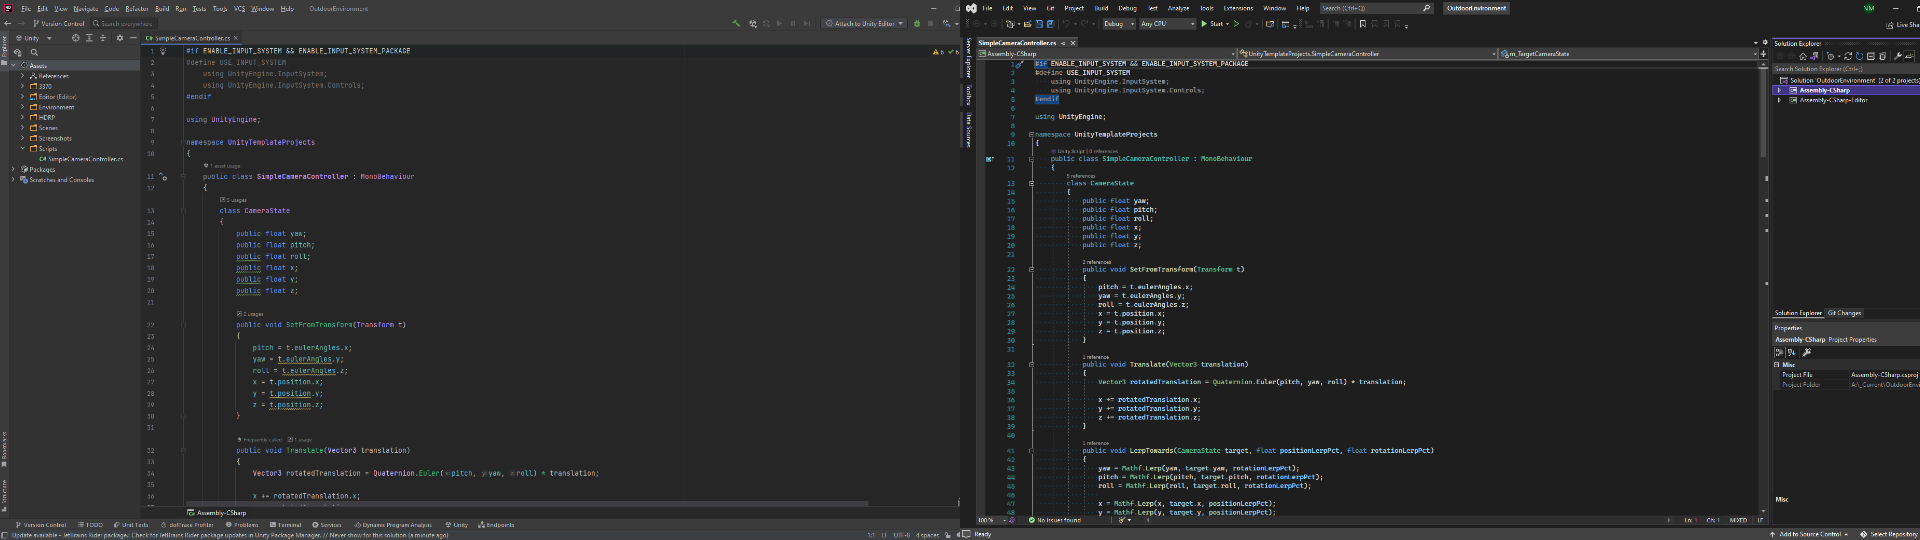 File Edit View Navigate Code Refactor Build Run Tests Tools VCS Window Help OutdoorEnvironment
Version Control Search everywhere Attach to Unity Editor
Unity
Assets
References
3370
Editor (Editor)
Environment
HDRP
Scenes
Screenshots
Scripts
SimpleCameraController.cs
Packages
Scratches and Consoles
Explorer
Bookmarks
Structure
SimpleCameraController.cs
6 6
1 #if ENABLE_INPUT_SYSTEM && ENABLE_INPUT_SYSTEM_PACKAGE
2 #define USE_INPUT_SYSTEM
3 using UnityEngine.InputSystem;
4 using UnityEngine.InputSystem.Controls;
5 #endif
6
7 using UnityEngine;
8
9 namespace UnityTemplateProjects
10 {
1 asset usage
11 public class SimpleCameraController : MonoBehaviour
12 {
5 usages
13 class CameraState
14 {
15 public float yaw;
16 public float pitch;
17 public float roll;
18 public float x;
19 public float y;
20 public float z;
21
2 usages
22 public void SetFromTransform(Transform t)
23 {
24 pitch = t.eulerAngles.x;
25 yaw = t.eulerAngles.y;
26 roll = t.eulerAngles.z;
27 x = t.position.x;
28 y = t.position.y;
29 z = t.position.z;
30 }
31
Frequently called 1 usage
32 public void Translate(Vector3 translation)
33 {
34 Vector3 rotatedTranslation = Quaternion.Euler(x:pitch, y:yaw, z:roll) * translation;
35
36 x += rotatedTranslation.x;
Assembly-CSharp
Version Control TODO Unit Tests dotTrace Profiler Problems Terminal Services Dynamic Program Analysis Unity Endpoints
Update available - JetBrains Rider package. Check for JetBrains Rider package updates in Unity Package Manager. // Never show for this solution (a minute ago) 1:1 LF UTF-8 4 spaces
File Edit View Git Project Build Debug Test Analyze Tools Extensions Window Help Search (Ctrl+Q) OutdoorEnvironment NM
Debug Any CPU Start Live Share
Server Explorer
Toolbox
Data Sources
SimpleCameraController.cs
Assembly-CSharp UnityTemplateProjects.SimpleCameraController m_TargetCameraState
1 #if ENABLE_INPUT_SYSTEM && ENABLE_INPUT_SYSTEM_PACKAGE
2 #define USE_INPUT_SYSTEM
3 using UnityEngine.InputSystem;
4 using UnityEngine.InputSystem.Controls;
5 #endif
6
7 using UnityEngine;
8
9 namespace UnityTemplateProjects
10 {
Unity Script | 0 references
11 public class SimpleCameraController : MonoBehaviour
12 {
5 references
13 class CameraState
14 {
15 public float yaw;
16 public float pitch;
17 public float roll;
18 public float x;
19 public float y;
20 public float z;
21
2 references
22 public void SetFromTransform(Transform t)
23 {
24 pitch = t.eulerAngles.x;
25 yaw = t.eulerAngles.y;
26 roll = t.eulerAngles.z;
27 x = t.position.x;
28 y = t.position.y;
29 z = t.position.z;
30 }
31
1 reference
32 public void Translate(Vector3 translation)
33 {
34 Vector3 rotatedTranslation = Quaternion.Euler(pitch, yaw, roll) * translation;
35
36 x += rotatedTranslation.x;
37 y += rotatedTranslation.y;
38 z += rotatedTranslation.z;
39 }
40
1 reference
41 public void LerpTowards(CameraState target, float positionLerpPct, float rotationLerpPct)
42 {
43 yaw = Mathf.Lerp(yaw, target.yaw, rotationLerpPct);
44 pitch = Mathf.Lerp(pitch, target.pitch, rotationLerpPct);
45 roll = Mathf.Lerp(roll, target.roll, rotationLerpPct);
46
47 x = Mathf.Lerp(x, target.x, positionLerpPct);
48 y = Mathf.Lerp(y, target.y, positionLerpPct);
100 % No issues found Ln: 1 Ch: 1 MIXED LF
Ready Add to Source Control Select Repository
Solution Explorer
Search Solution Explorer (Ctrl+;)
Solution 'OutdoorEnvironment' (2 of 2 projects)
Assembly-CSharp
Assembly-CSharp-Editor
Solution Explorer Git Changes
Properties
Assembly-CSharp Project Properties
Misc
Project File Assembly-CSharp.csproj
Project Folder A:\_Current\OutdoorEnvi
Misc